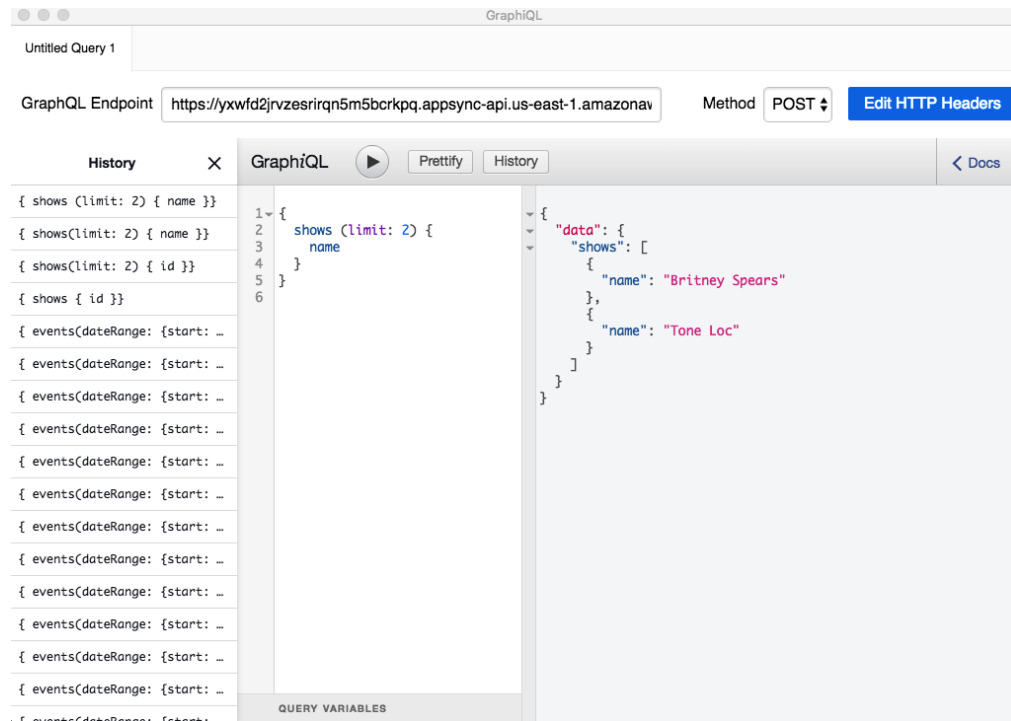 GraphiQL
Untitled Query 1
GraphQL Endpoint https://yxwfd2jrvzesrirqn5m5bcrkpq.appsync-api.us-east-1.amazonaw Method POST Edit HTTP Headers
History
GraphiQL Prettify History Docs
{ shows (limit: 2) { name }}
{ shows(limit: 2) { name }}
{ shows(limit: 2) { id }}
{ shows { id }}
{ events(dateRange: {start: …
{ events(dateRange: {start: …
{ events(dateRange: {start: …
{ events(dateRange: {start: …
{ events(dateRange: {start: …
{ events(dateRange: {start: …
{ events(dateRange: {start: …
{ events(dateRange: {start: …
{ events(dateRange: {start: …
{ events(dateRange: {start: …
{ events(dateRange: {start: …
{ events(dateRange: {start: …
1 {
2 shows (limit: 2) {
3 name
4 }
5 }
6
{
"data": {
"shows": [
{
"name": "Britney Spears"
},
{
"name": "Tone Loc"
}
]
}
}
QUERY VARIABLES